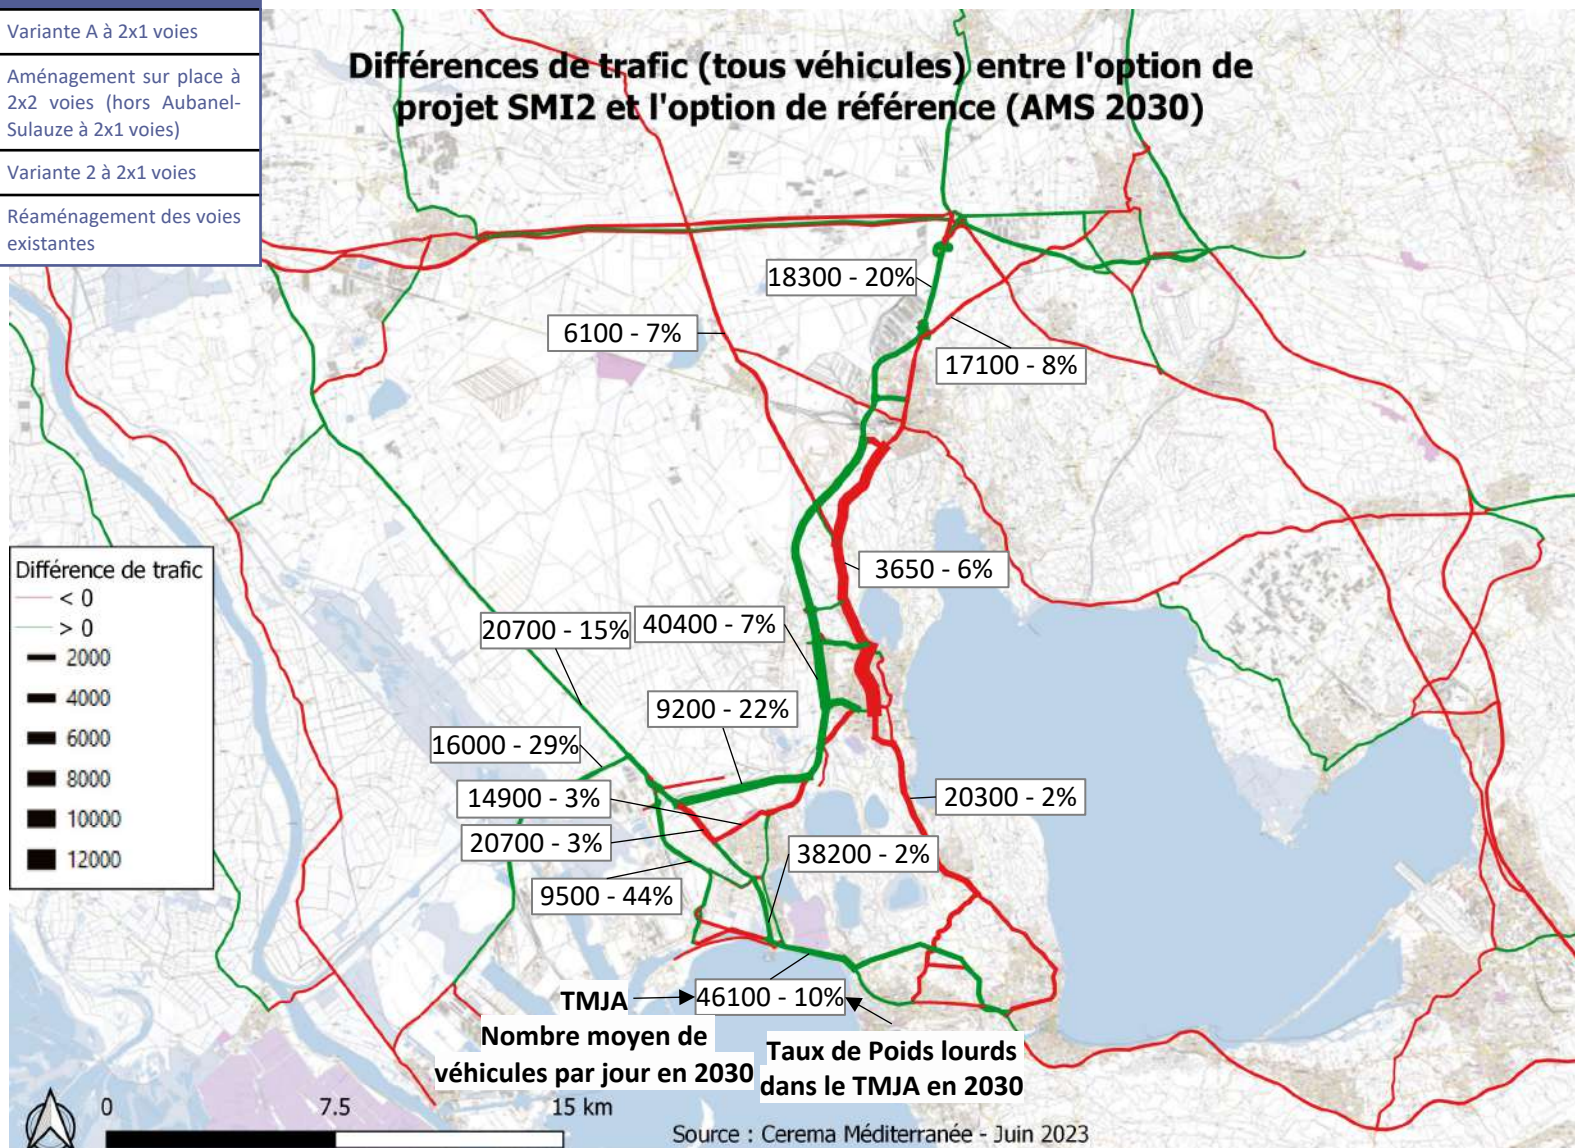 Variante A à 2x1 voies
Aménagement sur place à
2x2 voies (hors Aubanel-
Sulauze à 2x1 voies)
Variante 2 à 2x1 voies
Réaménagement des voies
existantes
Différences de trafic (tous véhicules) entre l'option de
projet SMI2 et l'option de référence (AMS 2030)
18300 - 20%
6100 - 7%
17100 - 8%
3650 - 6%
Différence de trafic
< 0
> 0
2000
4000
6000
8000
10000
12000
20700 - 15%
40400 - 7%
9200 - 22%
16000 - 29%
14900 - 3%
20300 - 2%
20700 - 3%
38200 - 2%
9500 - 44%
TMJA
46100 - 10%
Nombre moyen de
véhicules par jour en 2030
Taux de Poids lourds
dans le TMJA en 2030
0 7.5 15 km
Source : Cerema Méditerranée - Juin 2023